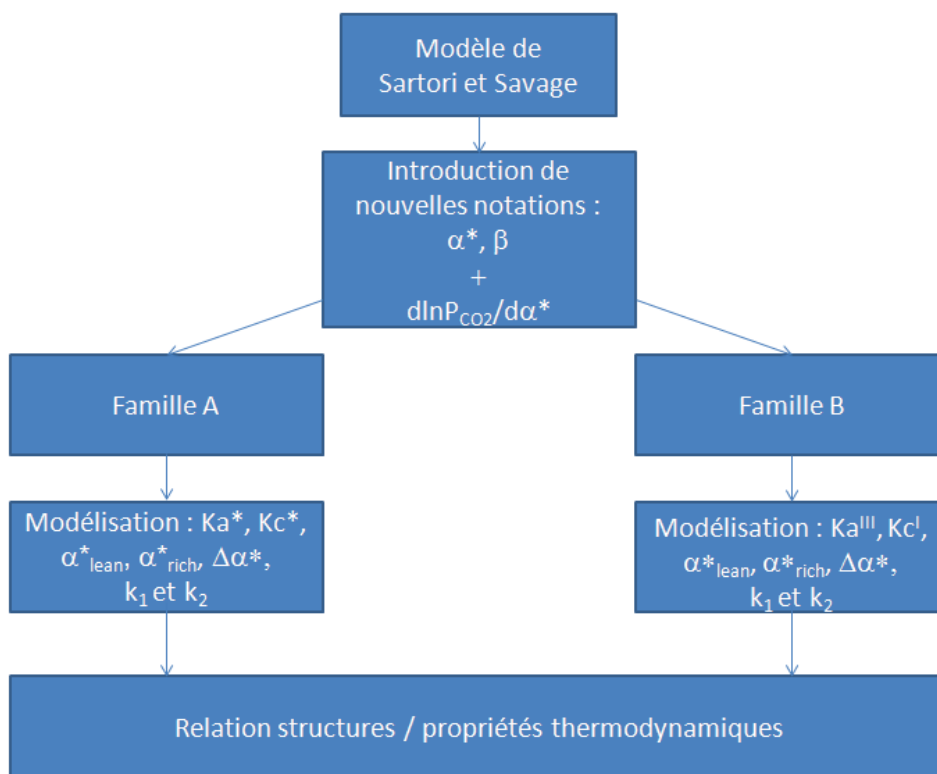 Modèle de
Sartori et Savage
Introduction de
nouvelles notations :
α*, β
+
dlnP_CO2/dα*
Famille A
Famille B
Modélisation : Ka*, Kc*,
α*_lean, α*_rich, Δα*,
k₁ et k₂
Modélisation : Ka^III, Kc^I,
α*_lean, α*_rich, Δα*,
k₁ et k₂
Relation structures / propriétés thermodynamiques